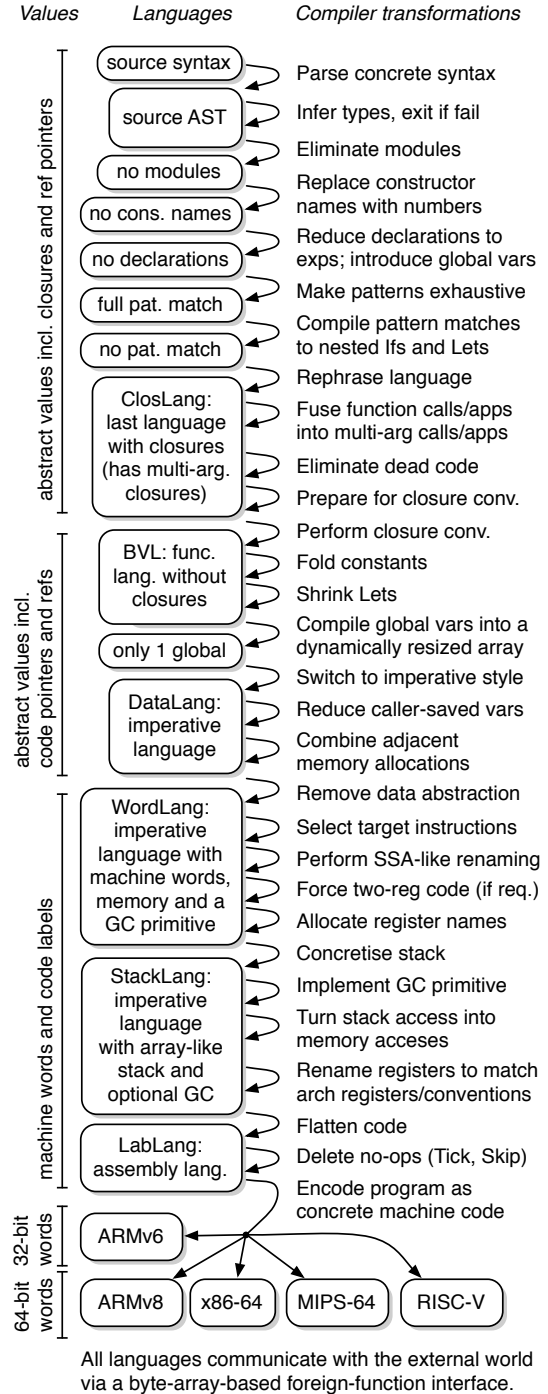 Values Languages Compiler transformations
source syntax
Parse concrete syntax
source AST
Infer types, exit if fail
Eliminate modules
no modules
Replace constructor
names with numbers
no cons. names
Reduce declarations to
exps; introduce global vars
no declarations
Make patterns exhaustive
full pat. match
Compile pattern matches
to nested Ifs and Lets
no pat. match
Rephrase language
ClosLang:
last language
with closures
(has multi-arg.
closures)
Fuse function calls/apps
into multi-arg calls/apps
Eliminate dead code
Prepare for closure conv.
abstract values incl. closures and ref pointers
Perform closure conv.
BVL: func.
lang. without
closures
Fold constants
Shrink Lets
Compile global vars into a
dynamically resized array
only 1 global
Switch to imperative style
DataLang:
imperative
language
Reduce caller-saved vars
Combine adjacent
memory allocations
abstract values incl.
code pointers and refs
Remove data abstraction
WordLang:
imperative
language with
machine words,
memory and a
GC primitive
Select target instructions
Perform SSA-like renaming
Force two-reg code (if req.)
Allocate register names
Concretise stack
StackLang:
imperative
language
with array-like
stack and
optional GC
Implement GC primitive
Turn stack access into
memory acceses
Rename registers to match
arch registers/conventions
Flatten code
LabLang:
assembly lang.
Delete no-ops (Tick, Skip)
Encode program as
concrete machine code
machine words and code labels
32-bit
words
ARMv6
64-bit
words
ARMv8 x86-64 MIPS-64 RISC-V
All languages communicate with the external world
via a byte-array-based foreign-function interface.